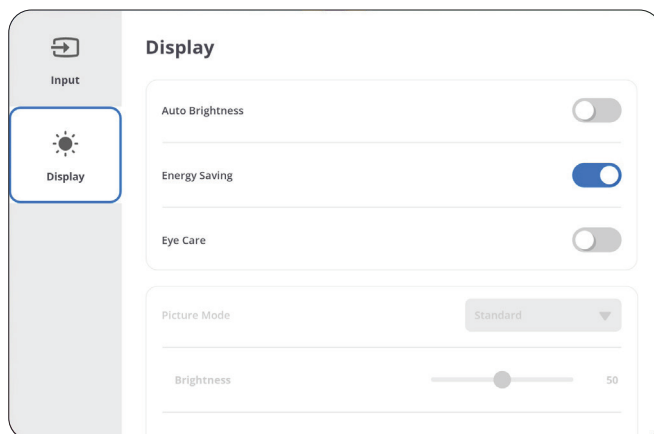 Display
Input
Auto Brightness
Display
Energy Saving
Eye Care
Picture Mode Standard
Brightness 50